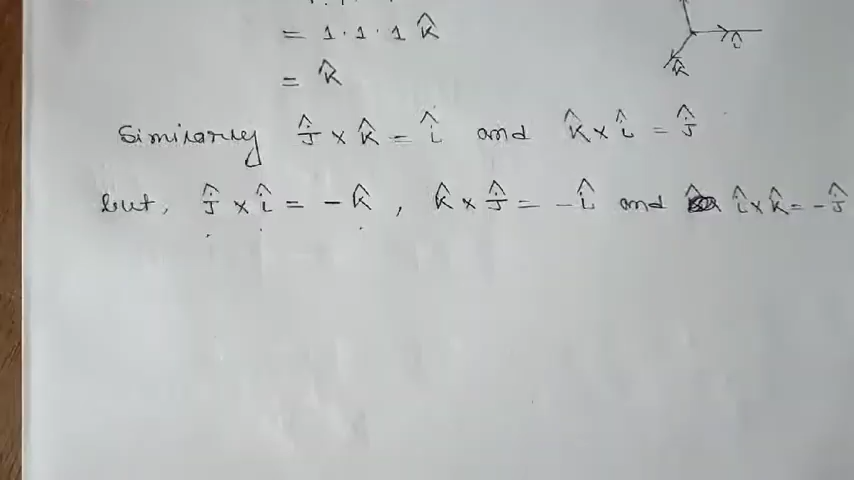 = 1 · 1 · 1 k̂
= k̂
î
k̂
Similarly ĵ × k̂ = î and k̂ × î = ĵ
but, ĵ × î = - k̂ , k̂ × ĵ = - î and î × k̂ = - ĵ